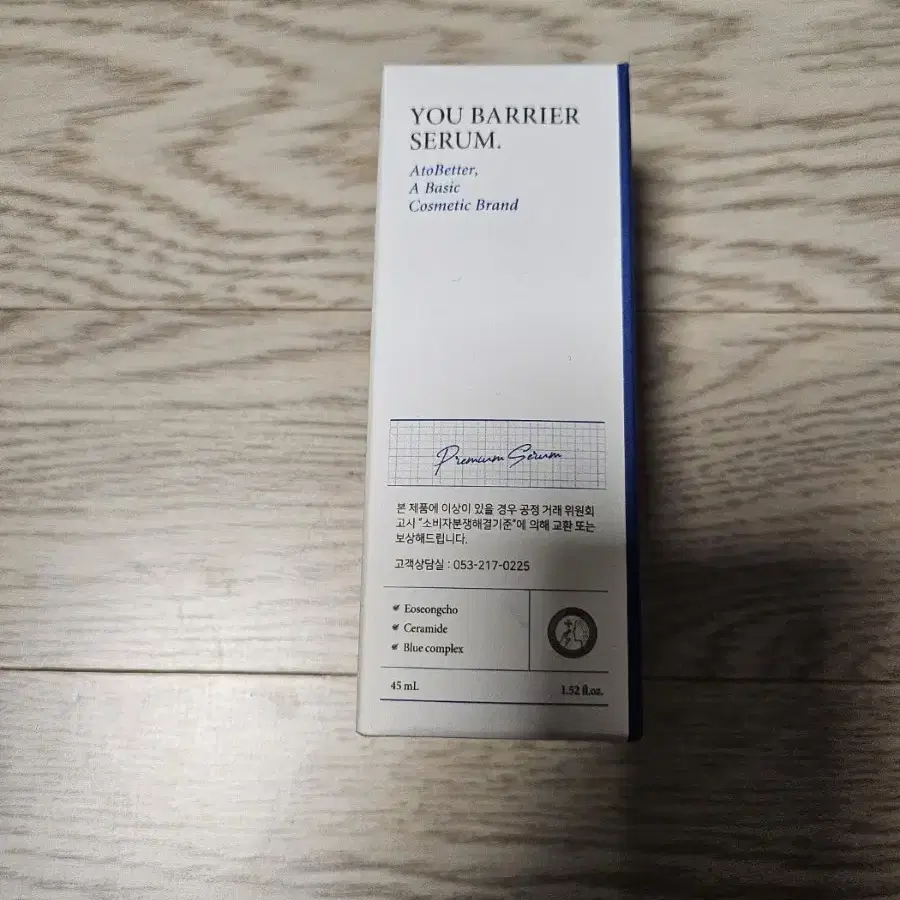 YOU BARRIER
SERUM.
AtoBetter,
A Basic
Cosmetic Brand
Premium Serum
본 제품에 이상이 있을 경우 공정 거래 위원회
고시 "소비자분쟁해결기준"에 의해 교환 또는
보상해드립니다.
고객상담실 : 053-217-0225
Eoseongcho
Ceramide
Blue complex
45 mL
1.52 fl.oz.